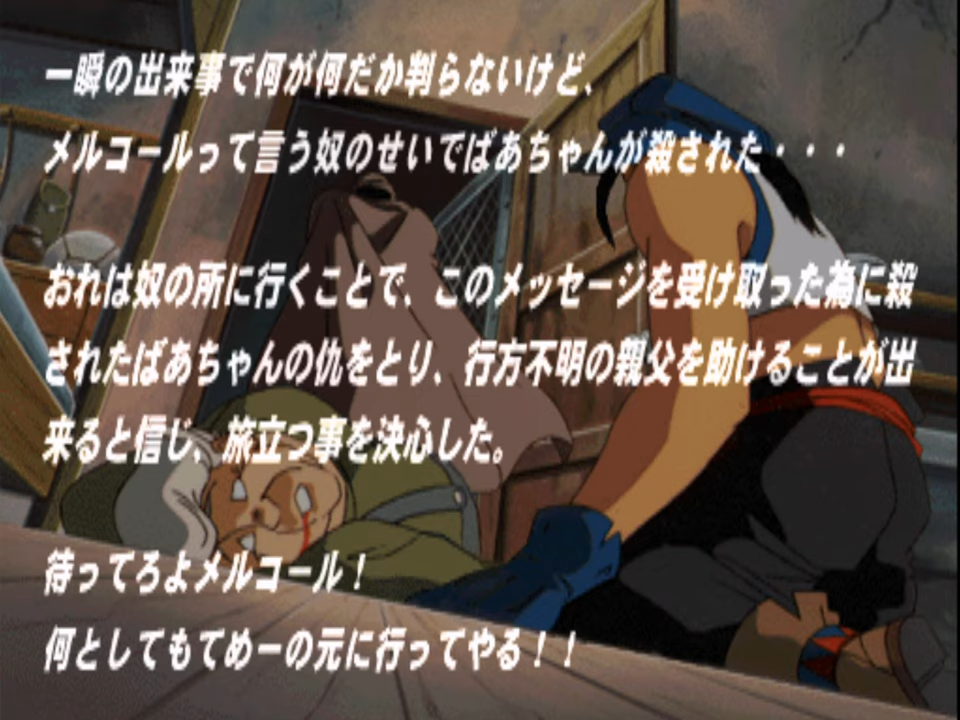 一瞬の出来事で何が何だか判らないけど、
メルコールって言う奴のせいでばあちゃんが殺された・・・
おれは奴の所に行くことで、このメッセージを受け取った為に殺
されたばあちゃんの仇をとり、行方不明の親父を助けることが出
来ると信じ、旅立つ事を決心した。
待ってろよメルコール！
何としてもてめーの元に行ってやる！！